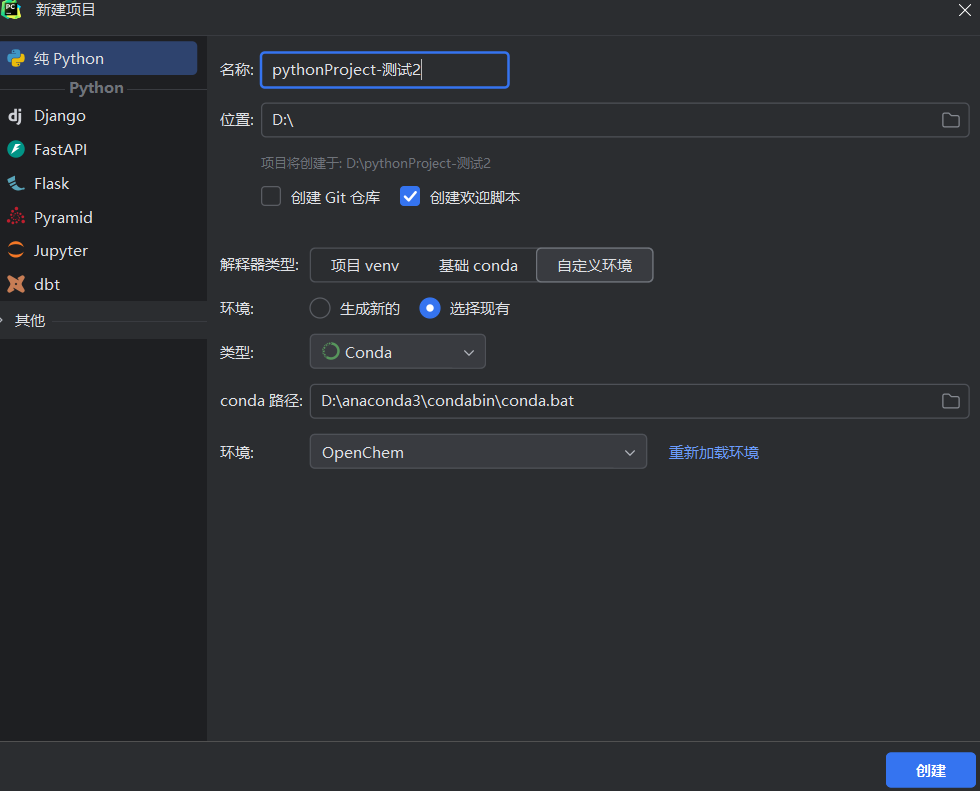 新建项目
纯 Python
Python
Django
FastAPI
Flask
Pyramid
Jupyter
dbt
其他
名称: pythonProject-测试2
位置: D:\
项目将创建于: D:\pythonProject-测试2
创建 Git 仓库 创建欢迎脚本
解释器类型: 项目 venv 基础 conda 自定义环境
环境: 生成新的 选择现有
类型: Conda
conda 路径: D:\anaconda3\condabin\conda.bat
环境: OpenChem 重新加载环境
创建